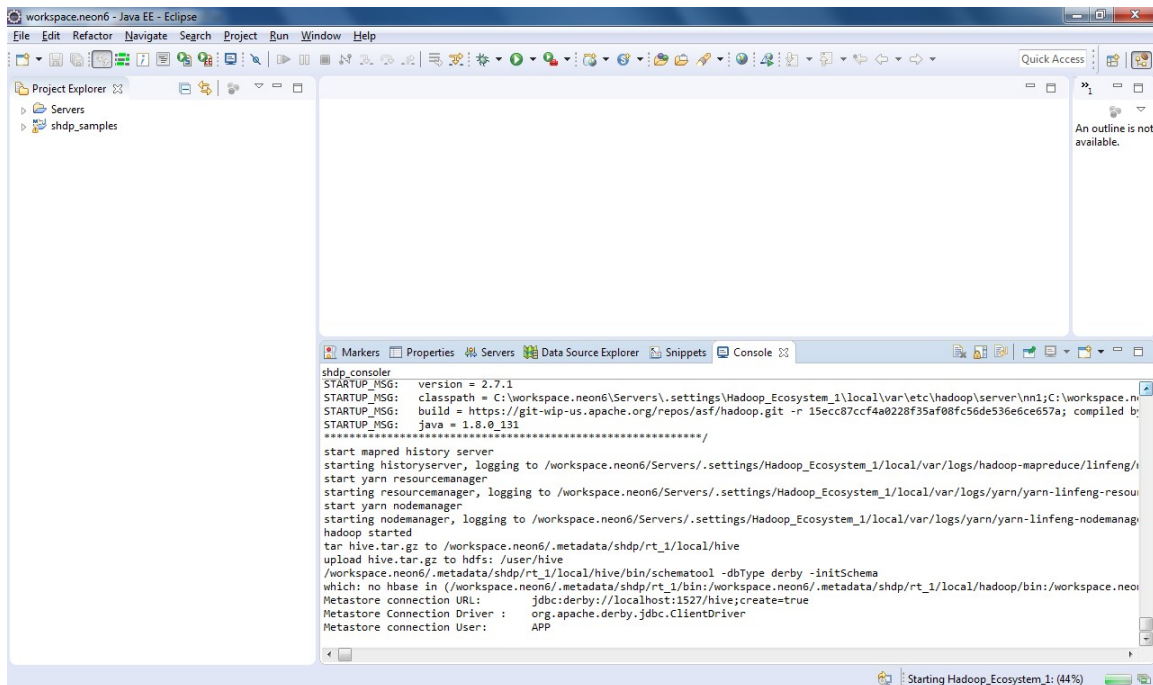 workspace.neon6 - Java EE - Eclipse
File Edit Refactor Navigate Search Project Run Window Help
Quick Access
Project Explorer
Servers
shdp_samples
»1
An outline is not
available.
Markers Properties Servers Data Source Explorer Snippets Console
shdp_consoler
STARTUP_MSG:   version = 2.7.1
STARTUP_MSG:   classpath = C:\workspace.neon6\Servers\.settings\Hadoop_Ecosystem_1\local\var\etc\hadoop\server\nn1;C:\workspace.n
STARTUP_MSG:   build = https://git-wip-us.apache.org/repos/asf/hadoop.git -r 15ecc87ccf4a0228f35af08fc56de536e6ce657a; compiled b
STARTUP_MSG:   java = 1.8.0_131
************************************************************/
start mapred history server
starting historyserver, logging to /workspace.neon6/Servers/.settings/Hadoop_Ecosystem_1/local/var/logs/hadoop-mapreduce/linfeng/
start yarn resourcemanager
starting resourcemanager, logging to /workspace.neon6/Servers/.settings/Hadoop_Ecosystem_1/local/var/logs/yarn/yarn-linfeng-resou
start yarn nodemanager
starting nodemanager, logging to /workspace.neon6/Servers/.settings/Hadoop_Ecosystem_1/local/var/logs/yarn/yarn-linfeng-nodemanag
hadoop started
tar hive.tar.gz to /workspace.neon6/.metadata/shdp/rt_1/local/hive
upload hive.tar.gz to hdfs: /user/hive
/workspace.neon6/.metadata/shdp/rt_1/local/hive/bin/schematool -dbType derby -initSchema
which: no hbase in (/workspace.neon6/.metadata/shdp/rt_1/bin:/workspace.neon6/.metadata/shdp/rt_1/local/hadoop/bin:/workspace.neo
Metastore connection URL:        jdbc:derby://localhost:1527/hive;create=true
Metastore Connection Driver :    org.apache.derby.jdbc.ClientDriver
Metastore connection User:       APP
Starting Hadoop_Ecosystem_1: (44%)